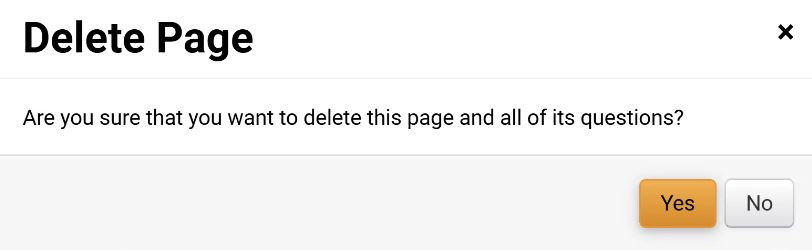 Delete Page
Are you sure that you want to delete this page and all of its questions?
Yes No